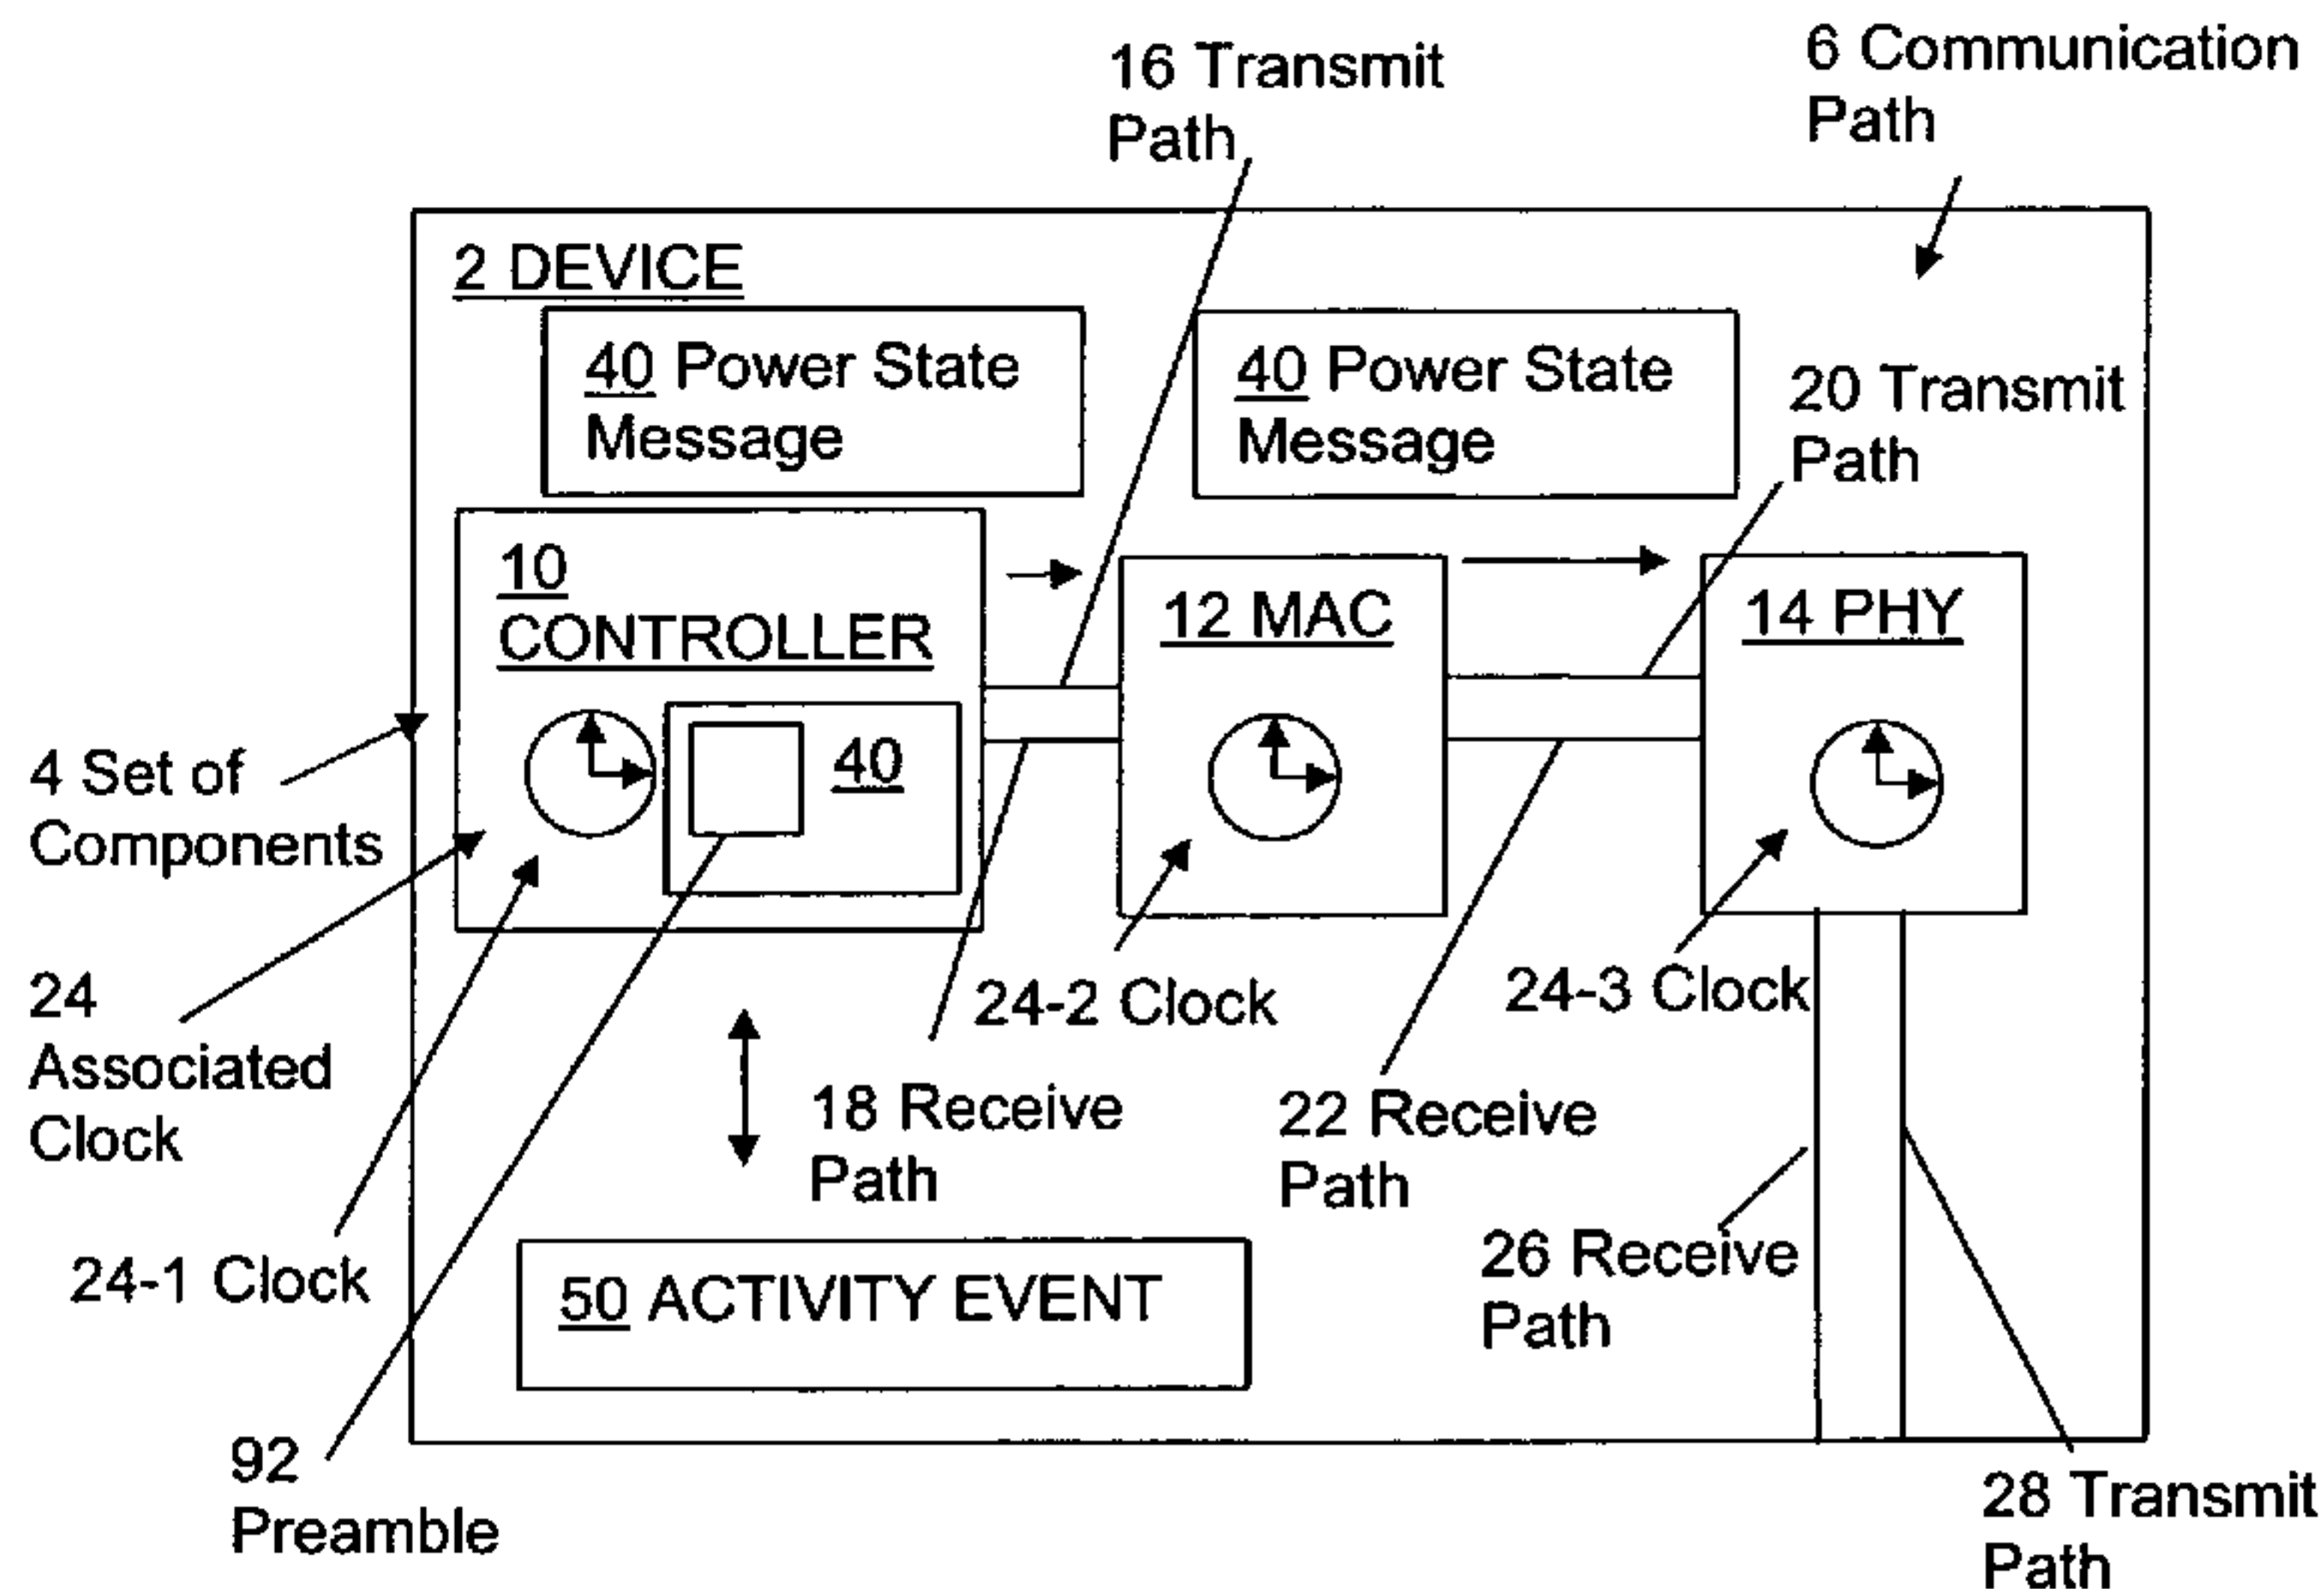 16 Transmit
Path
6 Communication
Path
2 DEVICE
40 Power State
Message
40 Power State
Message
20 Transmit
Path
10
CONTROLLER
12 MAC
14 PHY
40
4 Set of
Components
24
Associated
Clock
24-2 Clock
24-3 Clock
18 Receive
Path
22 Receive
Path
24-1 Clock
26 Receive
Path
50 ACTIVITY EVENT
92
Preamble
28 Transmit
Path